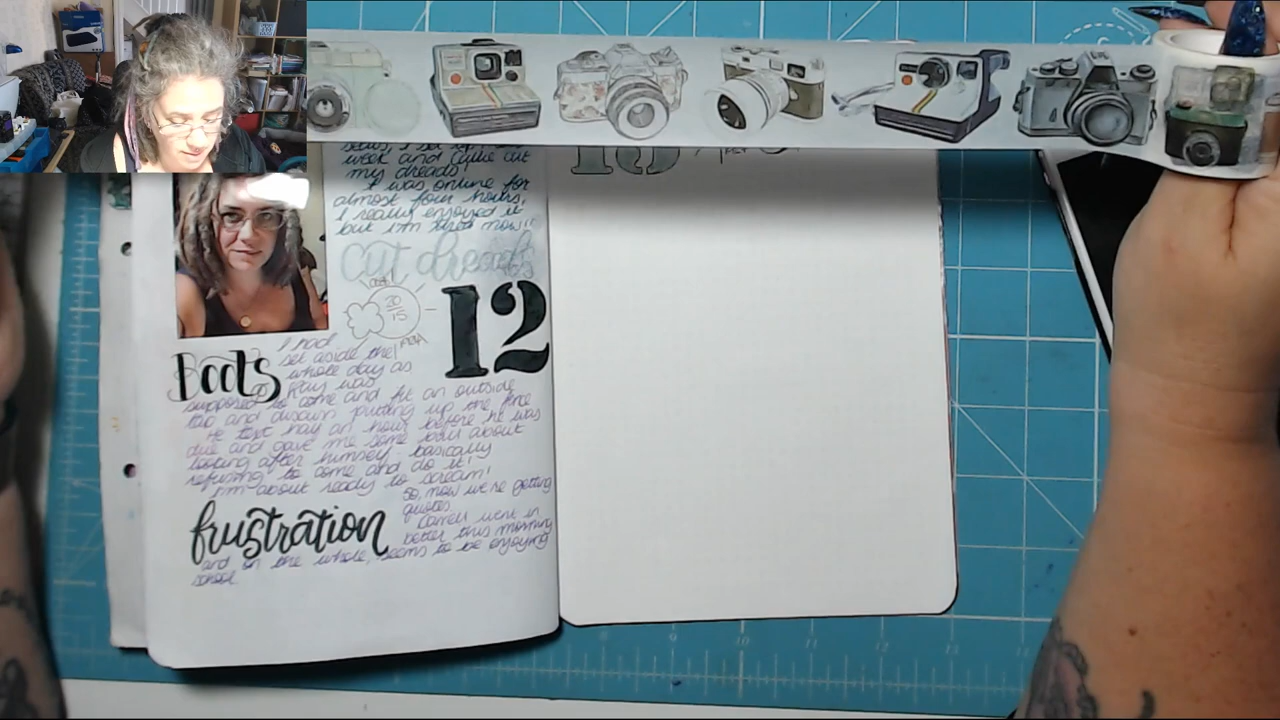 week and Callie cut
my dreads!
I was online for
almost four hours,
I really enjoyed it
but I'm tired now!!
cut dreads
20
15
12
Boots
I had
set aside the
whole day as
Ray was
supposed to come and fit an outside
tap and discuss putting up the fence
He text half an hour before he was
due and gave me some about
looking after himself - basically
refusing to come and do it!
I'm about ready to scream!
So, now we're getting
quotes.
frustration
went in
better this morning
and on the whole, seems to be enjoying
school
13